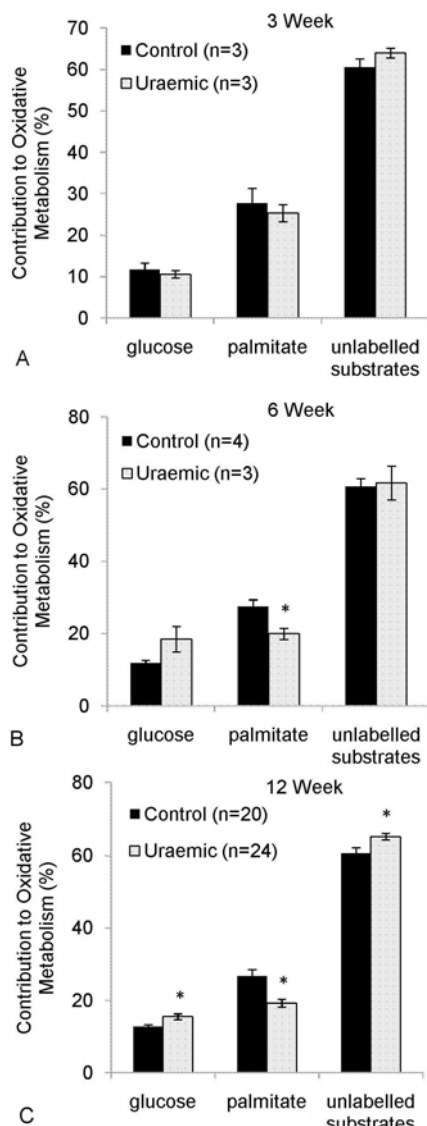 3 Week
Control (n=3)
Uraemic (n=3)
Contribution to Oxidative
Metabolism (%)
70
60
50
40
30
20
10
0
glucose
palmitate
unlabelled
substrates
A
6 Week
Control (n=4)
Uraemic (n=3)
Contribution to Oxidative
Metabolism (%)
80
60
40
20
0
*
glucose
palmitate
unlabelled
substrates
B
12 Week
Control (n=20)
Uraemic (n=24)
Contribution to Oxidative
Metabolism (%)
80
60
40
20
0
*
*
*
glucose
palmitate
unlabelled
substrates
C